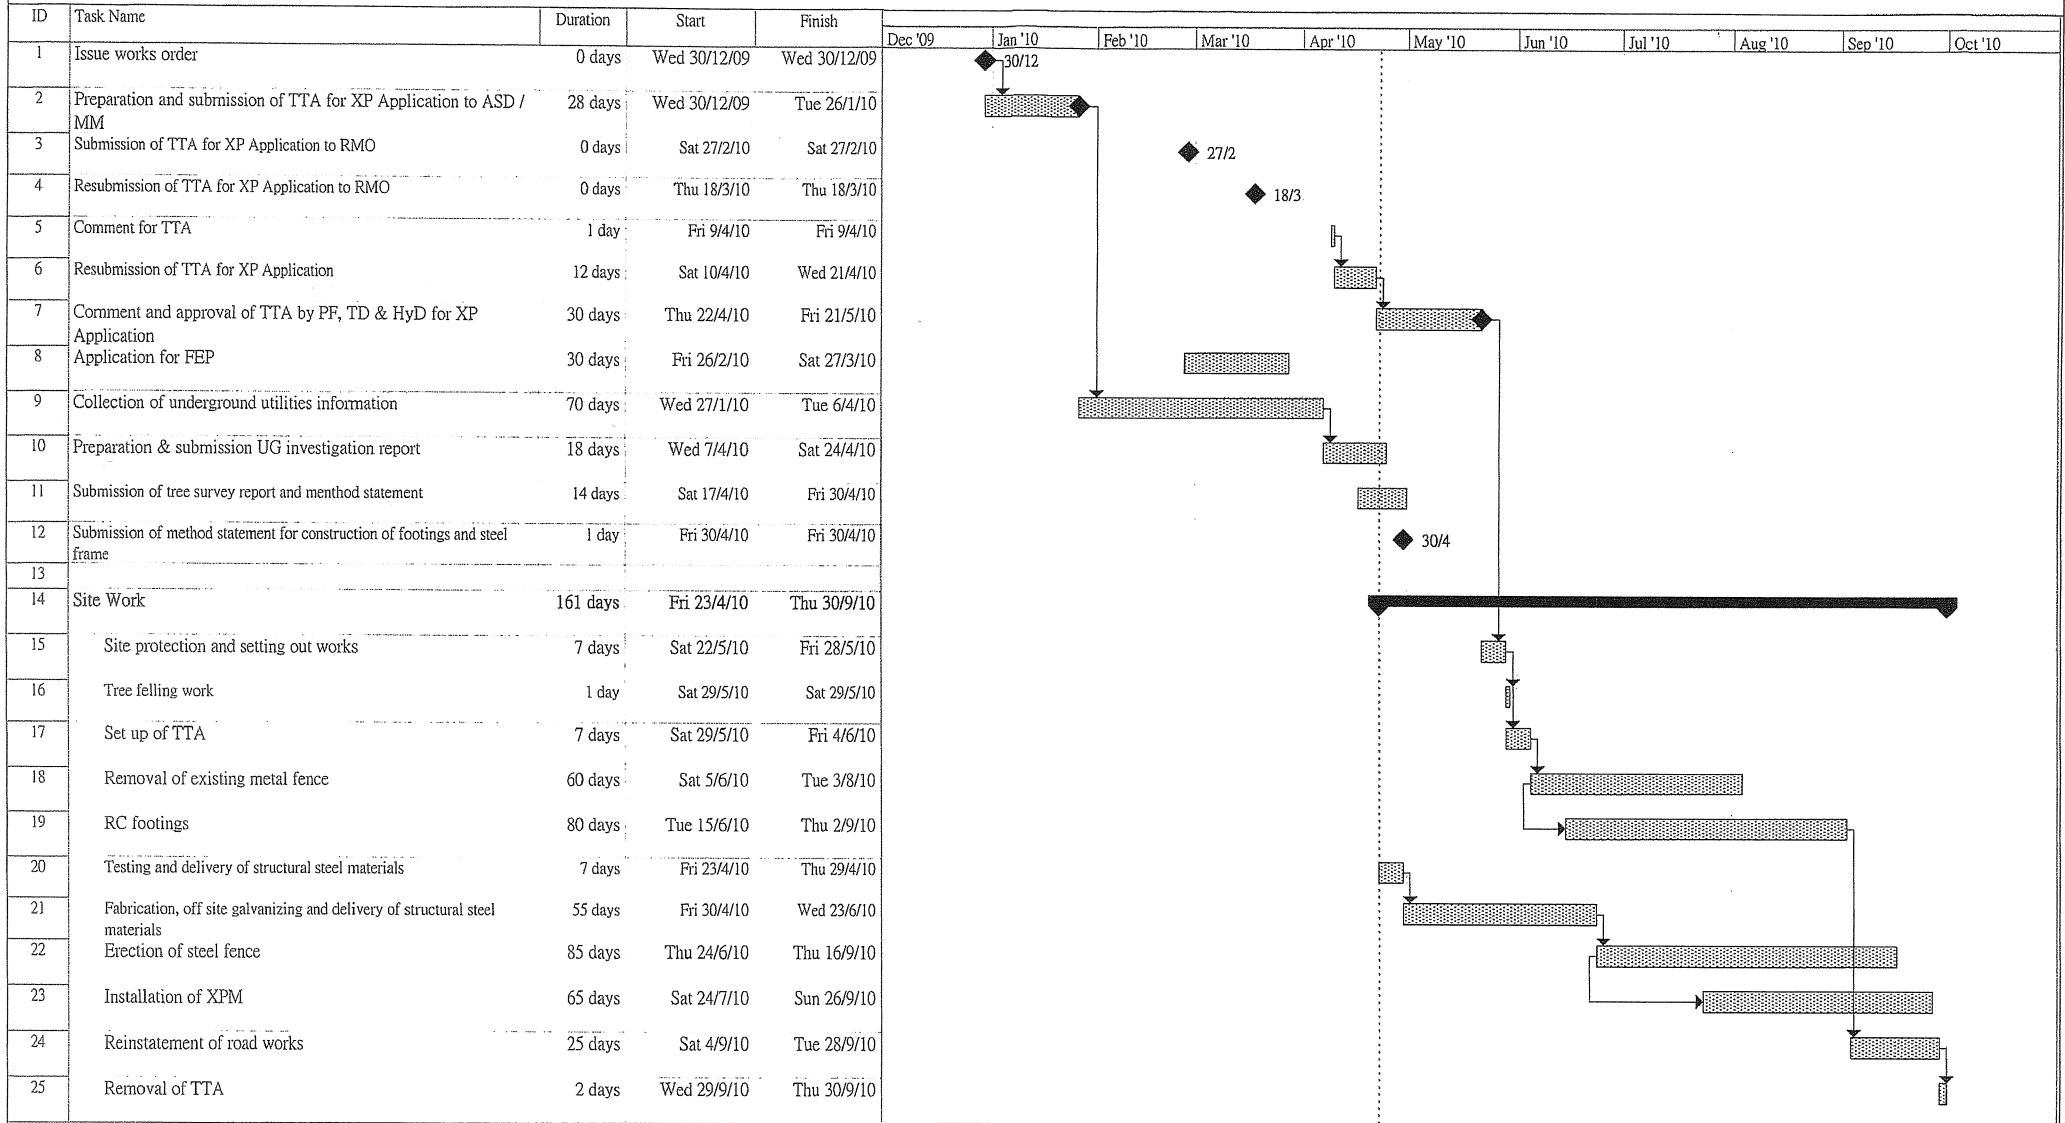 ID Task Name Duration Start Finish
Dec '09 Jan '10 Feb '10 Mar '10 Apr '10 May '10 Jun '10 Jul '10 Aug '10 Sep '10 Oct '10
1 Issue works order 0 days Wed 30/12/09 Wed 30/12/09 30/12
2 Preparation and submission of TTA for XP Application to ASD / 28 days Wed 30/12/09 Tue 26/1/10
MM
3 Submission of TTA for XP Application to RMO 0 days Sat 27/2/10 Sat 27/2/10 27/2
4 Resubmission of TTA for XP Application to RMO 0 days Thu 18/3/10 Thu 18/3/10 18/3
5 Comment for TTA 1 day Fri 9/4/10 Fri 9/4/10
6 Resubmission of TTA for XP Application 12 days Sat 10/4/10 Wed 21/4/10
7 Comment and approval of TTA by PF, TD & HyD for XP 30 days Thu 22/4/10 Fri 21/5/10
Application
8 Application for FEP 30 days Fri 26/2/10 Sat 27/3/10
9 Collection of underground utilities information 70 days Wed 27/1/10 Tue 6/4/10
10 Preparation & submission UG investigation report 18 days Wed 7/4/10 Sat 24/4/10
11 Submission of tree survey report and menthod statement 14 days Sat 17/4/10 Fri 30/4/10
12 Submission of method statement for construction of footings and steel 1 day Fri 30/4/10 Fri 30/4/10 30/4
frame
13
14 Site Work 161 days Fri 23/4/10 Thu 30/9/10
15 Site protection and setting out works 7 days Sat 22/5/10 Fri 28/5/10
16 Tree felling work 1 day Sat 29/5/10 Sat 29/5/10
17 Set up of TTA 7 days Sat 29/5/10 Fri 4/6/10
18 Removal of existing metal fence 60 days Sat 5/6/10 Tue 3/8/10
19 RC footings 80 days Tue 15/6/10 Thu 2/9/10
20 Testing and delivery of structural steel materials 7 days Fri 23/4/10 Thu 29/4/10
21 Fabrication, off site galvanizing and delivery of structural steel 55 days Fri 30/4/10 Wed 23/6/10
materials
22 Erection of steel fence 85 days Thu 24/6/10 Thu 16/9/10
23 Installation of XPM 65 days Sat 24/7/10 Sun 26/9/10
24 Reinstatement of road works 25 days Sat 4/9/10 Tue 28/9/10
25 Removal of TTA 2 days Wed 29/9/10 Thu 30/9/10